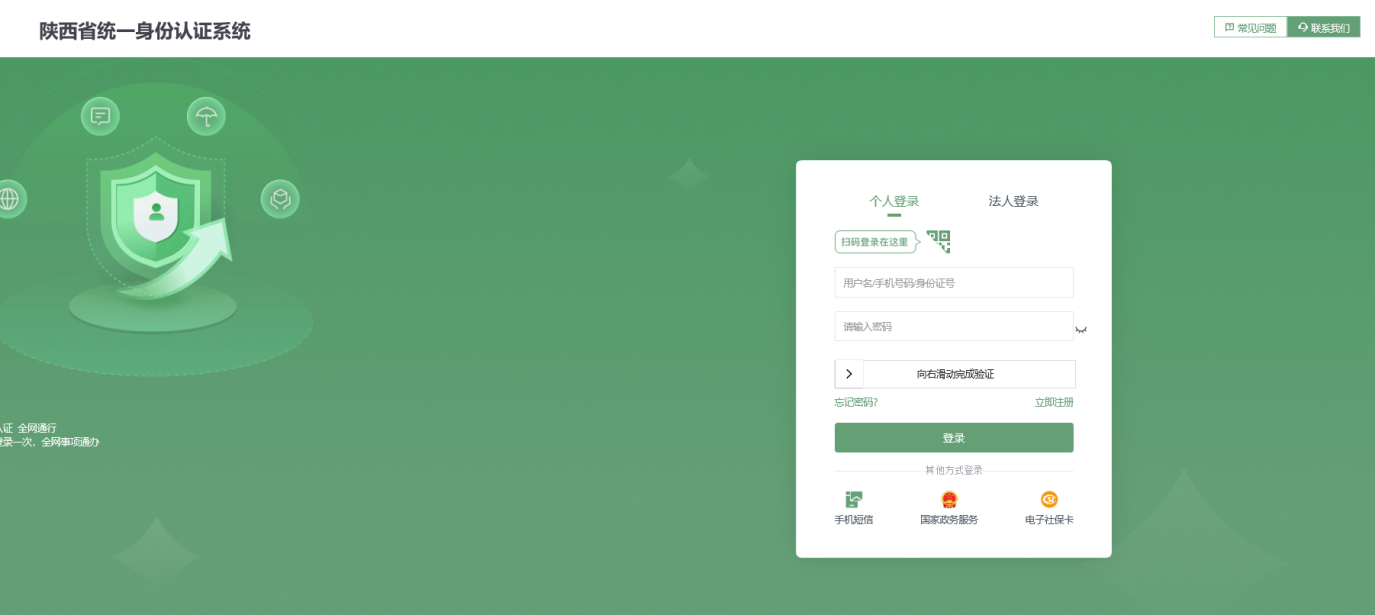 陕西省统一身份认证系统
常见问题
联系我们
个人登录
法人登录
扫码登录在这里
用户名/手机号码/身份证号
请输入密码
向右滑动完成验证
忘记密码?
立即注册
认证 全网通行
登录一次，全网事项通办
登录
其他方式登录
手机短信
国家政务服务
电子社保卡